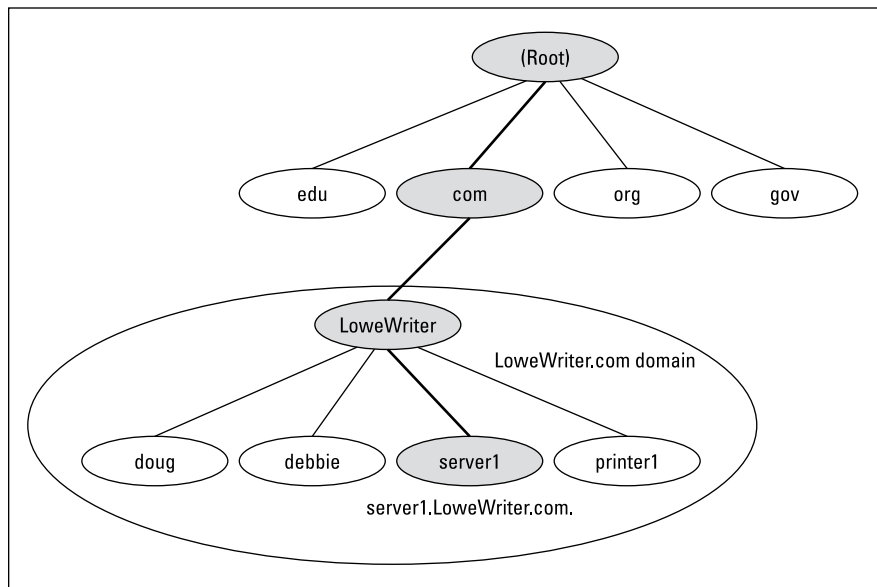 (Root)
edu
com
org
gov
LoweWriter
LoweWriter.com domain
doug
debbie
server1
printer1
server1.LoweWriter.com.